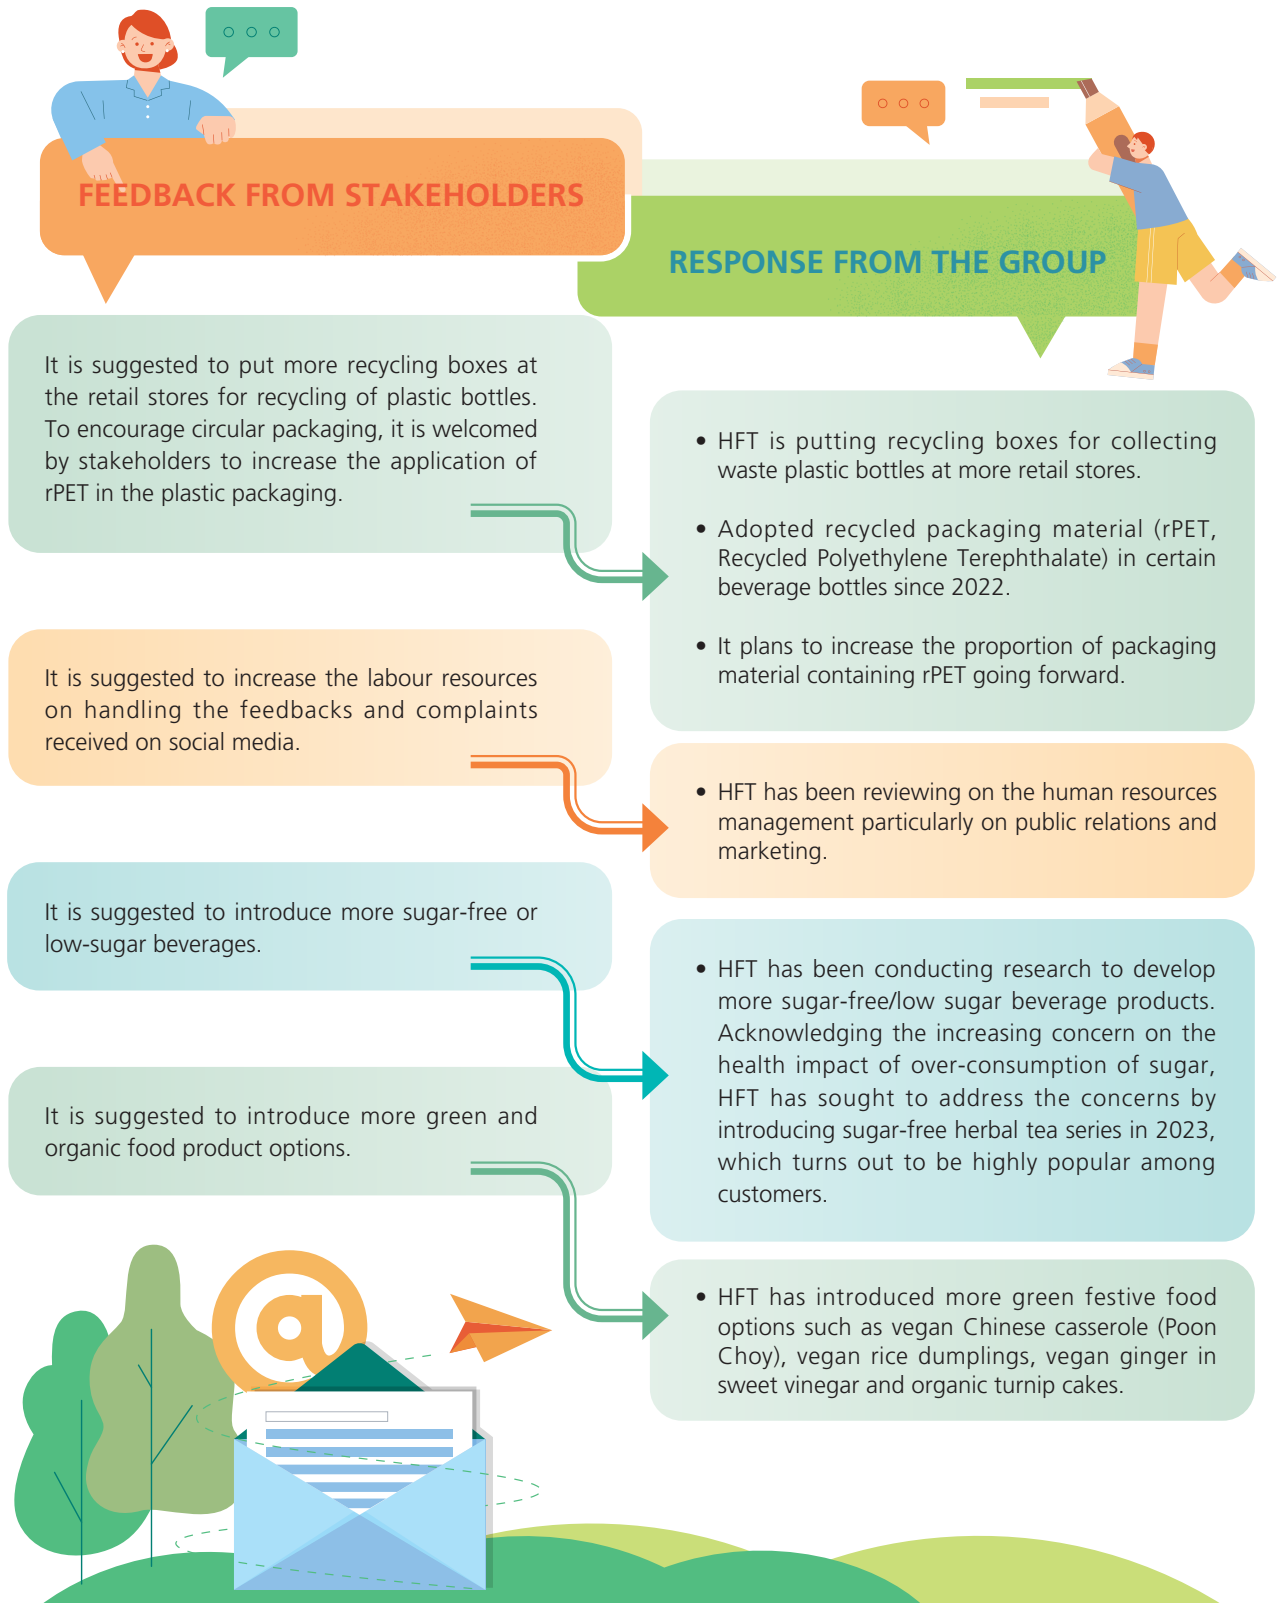 FEEDBACK FROM STAKEHOLDERS
RESPONSE FROM THE GROUP
It is suggested to put more recycling boxes at
the retail stores for recycling of plastic bottles.
To encourage circular packaging, it is welcomed
by stakeholders to increase the application of
rPET in the plastic packaging.
• HFT is putting recycling boxes for collecting
waste plastic bottles at more retail stores.
• Adopted recycled packaging material (rPET,
Recycled Polyethylene Terephthalate) in certain
beverage bottles since 2022.
• It plans to increase the proportion of packaging
material containing rPET going forward.
It is suggested to increase the labour resources
on handling the feedbacks and complaints
received on social media.
• HFT has been reviewing on the human resources
management particularly on public relations and
marketing.
It is suggested to introduce more sugar-free or
low-sugar beverages.
• HFT has been conducting research to develop
more sugar-free/low sugar beverage products.
Acknowledging the increasing concern on the
health impact of over-consumption of sugar,
HFT has sought to address the concerns by
introducing sugar-free herbal tea series in 2023,
which turns out to be highly popular among
customers.
It is suggested to introduce more green and
organic food product options.
• HFT has introduced more green festive food
options such as vegan Chinese casserole (Poon
Choy), vegan rice dumplings, vegan ginger in
sweet vinegar and organic turnip cakes.
@